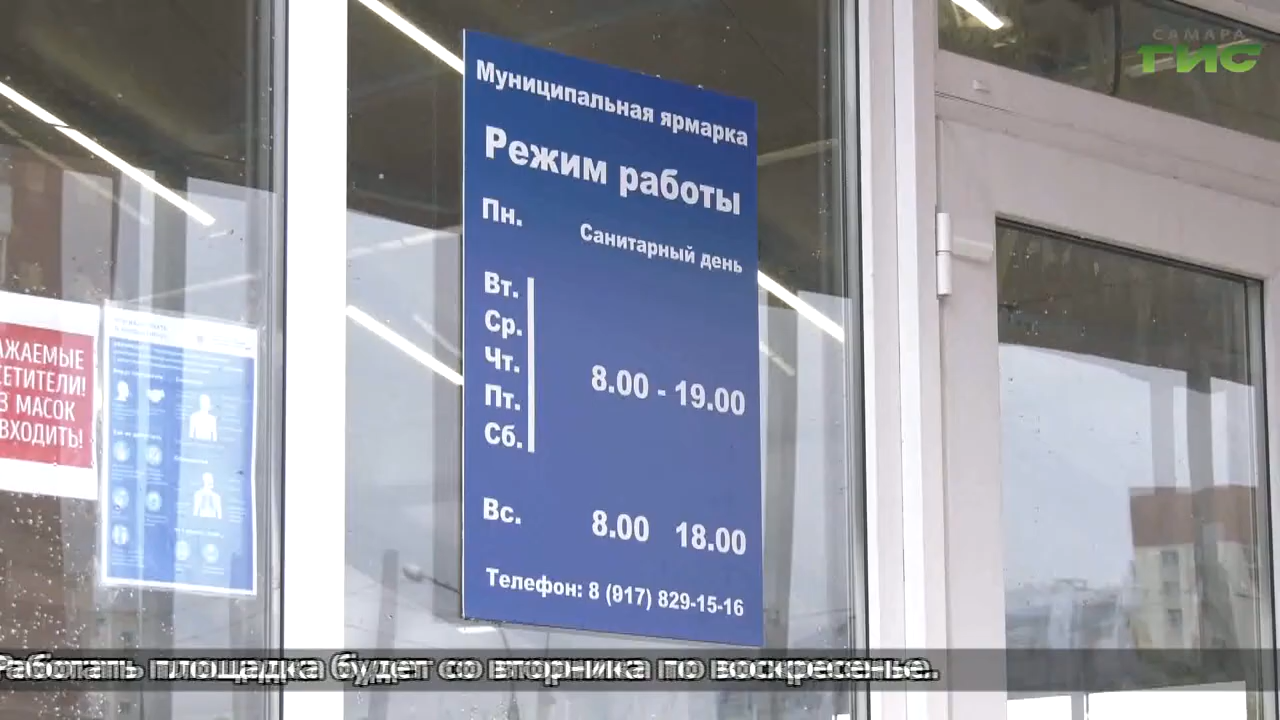 САМАРА
ГИС
Муниципальная ярмарка
Режим работы
Пн. Санитарный день
Вт.
Ср.
Чт. 8.00 - 19.00
Пт.
Сб.
Вс. 8.00 18.00
Телефон: 8 (917) 829-15-16
АЖАЕМЫЕ
СЕТИТЕЛИ!
З МАСОК
ВХОДИТЬ!
Работать площадка будет со вторника по воскресенье.